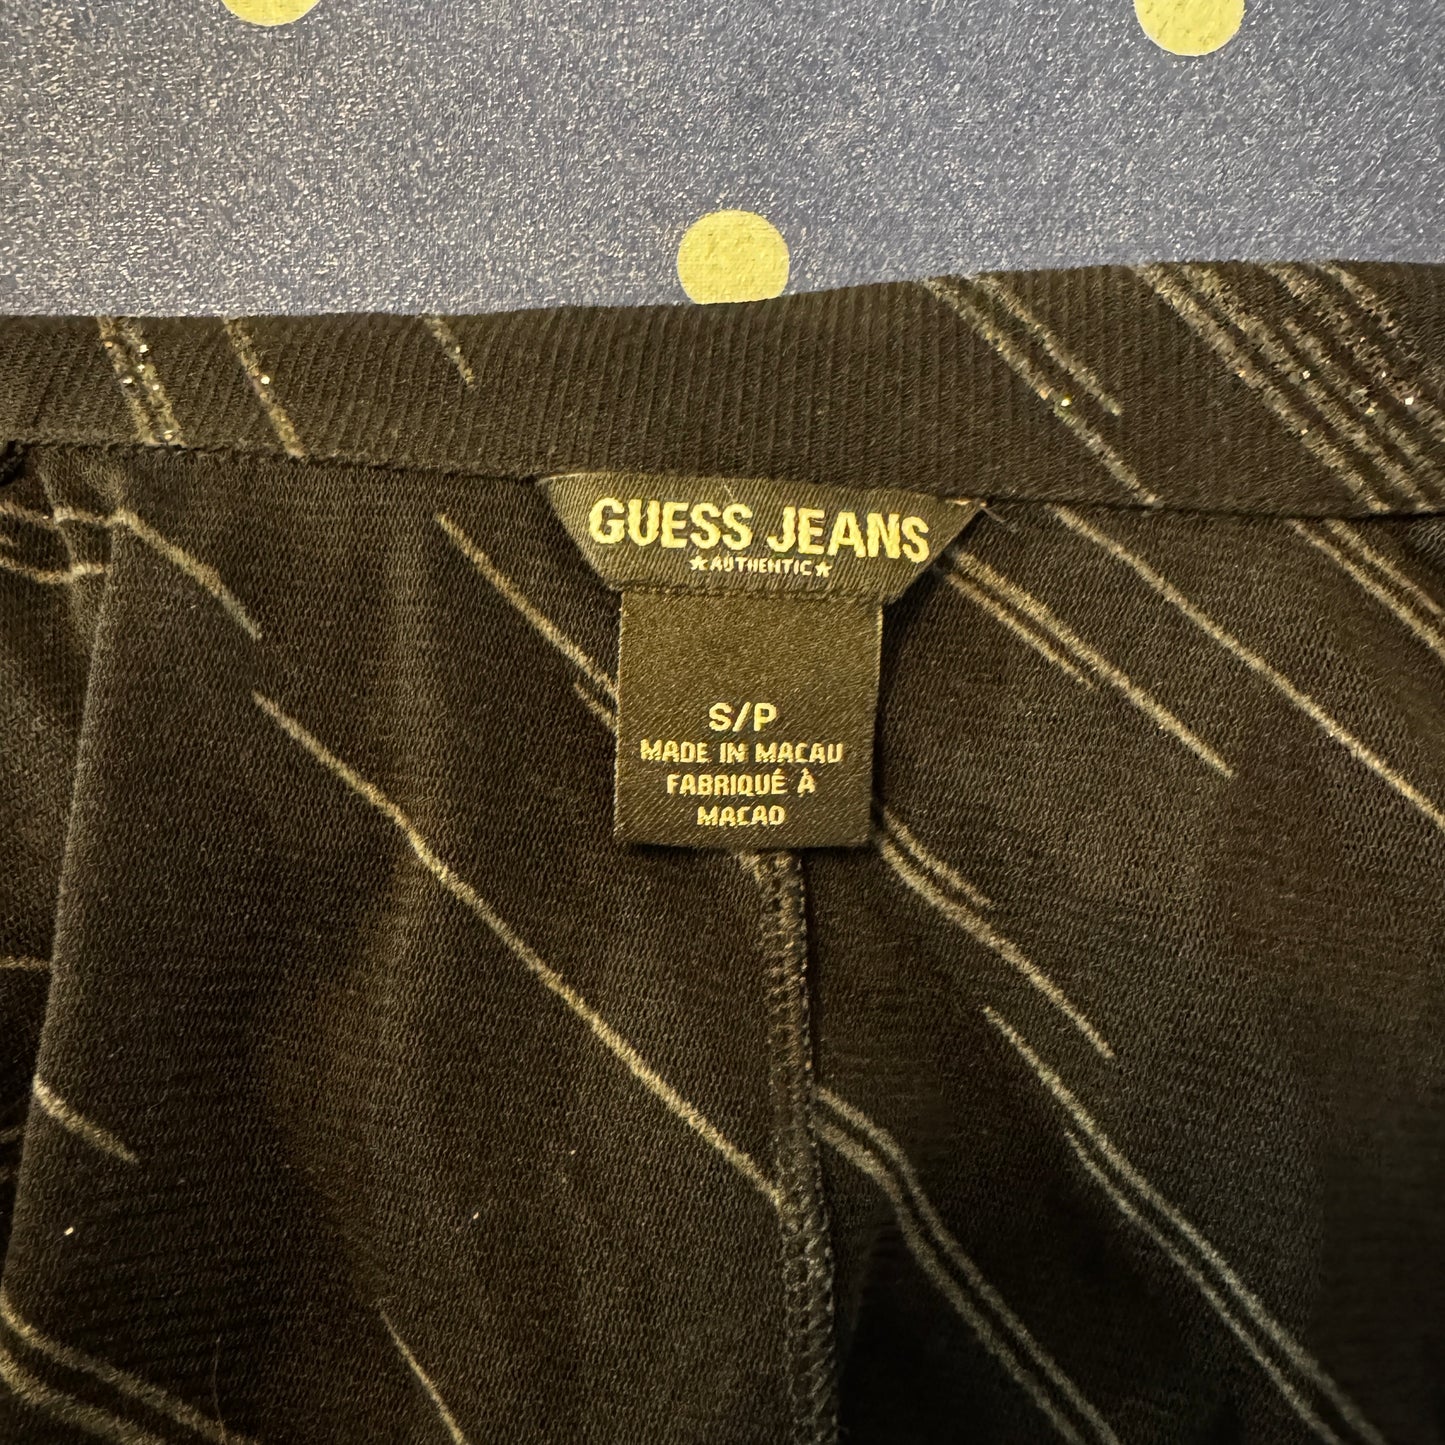 GUESS JEANS
★AUTHENTIC★
S/P
MADE IN MACAU
FABRIQUÉ À
MACAO